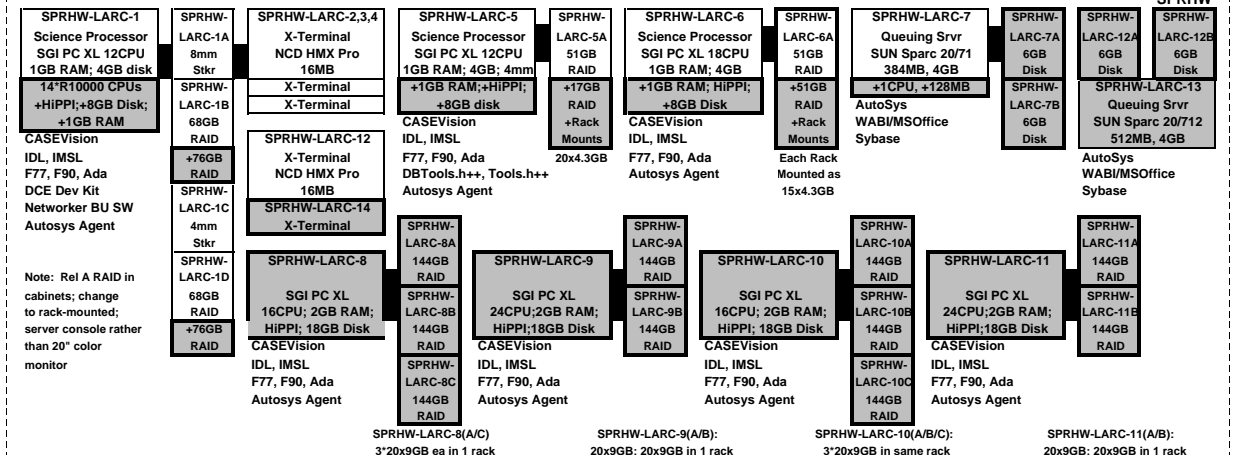 SPRHW-
SPRHW-LARC-1
Science Processor
SGI PC XL 12CPU
1GB RAM; 4GB disk
14*R10000 CPUs
+HiPPI;+8GB Disk;
+1GB RAM
CASEVision
IDL, IMSL
F77, F90, Ada
DCE Dev Kit
Networker BU SW
Autosys Agent
Note: Rel A RAID in
cabinets; change
to rack-mounted;
server console rather
than 20" color
monitor
SPRHW-
LARC-1A
8mm
Stkr
SPRHW-
LARC-1B
68GB
RAID
+76GB
RAID
SPRHW-
LARC-1C
4mm
Stkr
SPRHW-
LARC-1D
68GB
RAID
+76GB
RAID
SPRHW-LARC-2,3,4
X-Terminal
NCD HMX Pro
16MB
X-Terminal
X-Terminal
SPRHW-LARC-12
X-Terminal
NCD HMX Pro
16MB
SPRHW-LARC-14
X-Terminal
SPRHW-LARC-5
Science Processor
SGI PC XL 12CPU
1GB RAM; 4GB; 4mm
+1GB RAM;+HiPPI;
+8GB disk
CASEVision
IDL, IMSL
F77, F90, Ada
DBTools.h++, Tools.h++
Autosys Agent
SPRHW-
LARC-5A
51GB
RAID
+17GB
RAID
+Rack
Mounts
20x4.3GB
SPRHW-LARC-6
Science Processor
SGI PC XL 18CPU
1GB RAM; 4GB
+1GB RAM; HiPPI;
+8GB Disk
CASEVision
IDL, IMSL
F77, F90, Ada
Autosys Agent
SPRHW-
LARC-6A
51GB
RAID
+51GB
RAID
+Rack
Mounts
Each Rack
Mounted as
15x4.3GB
SPRHW-LARC-7
Queuing Srvr
SUN Sparc 20/71
384MB, 4GB
+1CPU, +128MB
AutoSys
WABI/MSOffice
Sybase
SPRHW-
LARC-7A
6GB
Disk
SPRHW-
LARC-7B
6GB
Disk
SPRHW-
LARC-12A
6GB
Disk
SPRHW-
LARC-12B
6GB
Disk
SPRHW-LARC-13
Queuing Srvr
SUN Sparc 20/712
512MB, 4GB
AutoSys
WABI/MSOffice
Sybase
SPRHW-LARC-8
SGI PC XL
16CPU; 2GB RAM;
HiPPI; 18GB Disk
CASEVision
IDL, IMSL
F77, F90, Ada
Autosys Agent
SPRHW-
LARC-8A
144GB
RAID
SPRHW-
LARC-8B
144GB
RAID
SPRHW-
LARC-8C
144GB
RAID
SPRHW-LARC-8(A/C)
3*20x9GB ea in 1 rack
SPRHW-LARC-9
SGI PC XL
24CPU;2GB RAM;
HiPPI;18GB Disk
CASEVision
IDL, IMSL
F77, F90, Ada
Autosys Agent
SPRHW-
LARC-9A
144GB
RAID
SPRHW-
LARC-9B
144GB
RAID
SPRHW-LARC-9(A/B):
20x9GB; 20x9GB in 1 rack
SPRHW-LARC-10
SGI PC XL
16CPU; 2GB RAM;
HiPPI; 18GB Disk
CASEVision
IDL, IMSL
F77, F90, Ada
Autosys Agent
SPRHW-
LARC-10A
144GB
RAID
SPRHW-
LARC-10B
144GB
RAID
SPRHW-
LARC-10C
144GB
RAID
SPRHW-LARC-10(A/B/C):
3*20x9GB in same rack
SPRHW-LARC-11
SGI PC XL
24CPU;2GB RAM;
HiPPI;18GB Disk
CASEVision
IDL, IMSL
F77, F90, Ada
Autosys Agent
SPRHW-
LARC-11A
144GB
RAID
SPRHW-
LARC-11B
144GB
RAID
SPRHW-LARC-11(A/B):
20x9GB; 20x9GB in 1 rack